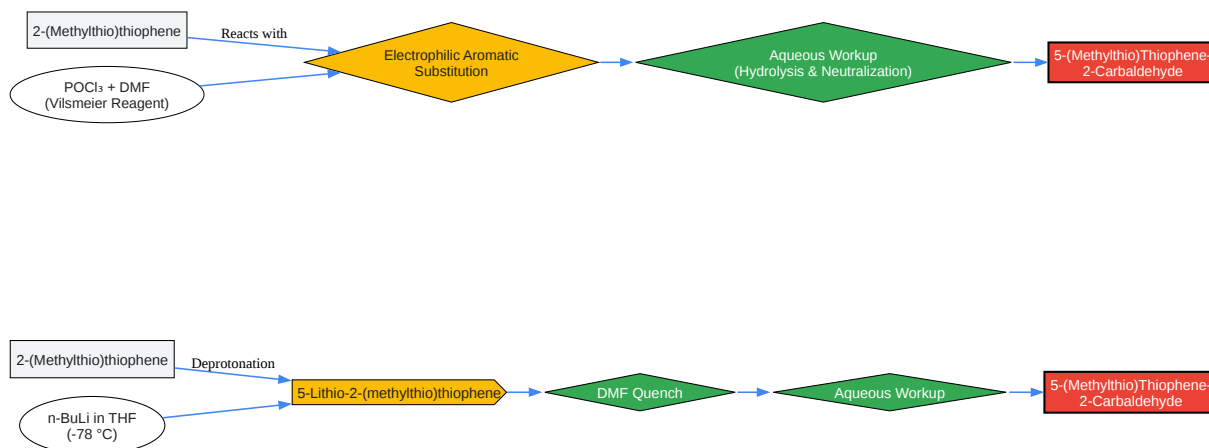 2-(Methylthio)thiophene
Reacts with
POCl₃ + DMF
(Vilsmeier Reagent)
Electrophilic Aromatic
Substitution
Aqueous Workup
(Hydrolysis & Neutralization)
5-(Methylthio)Thiophene-
2-Carbaldehyde
2-(Methylthio)thiophene
Deprotonation
n-BuLi in THF
(-78 °C)
5-Lithio-2-(methylthio)thiophene
DMF Quench
Aqueous Workup
5-(Methylthio)Thiophene-
2-Carbaldehyde